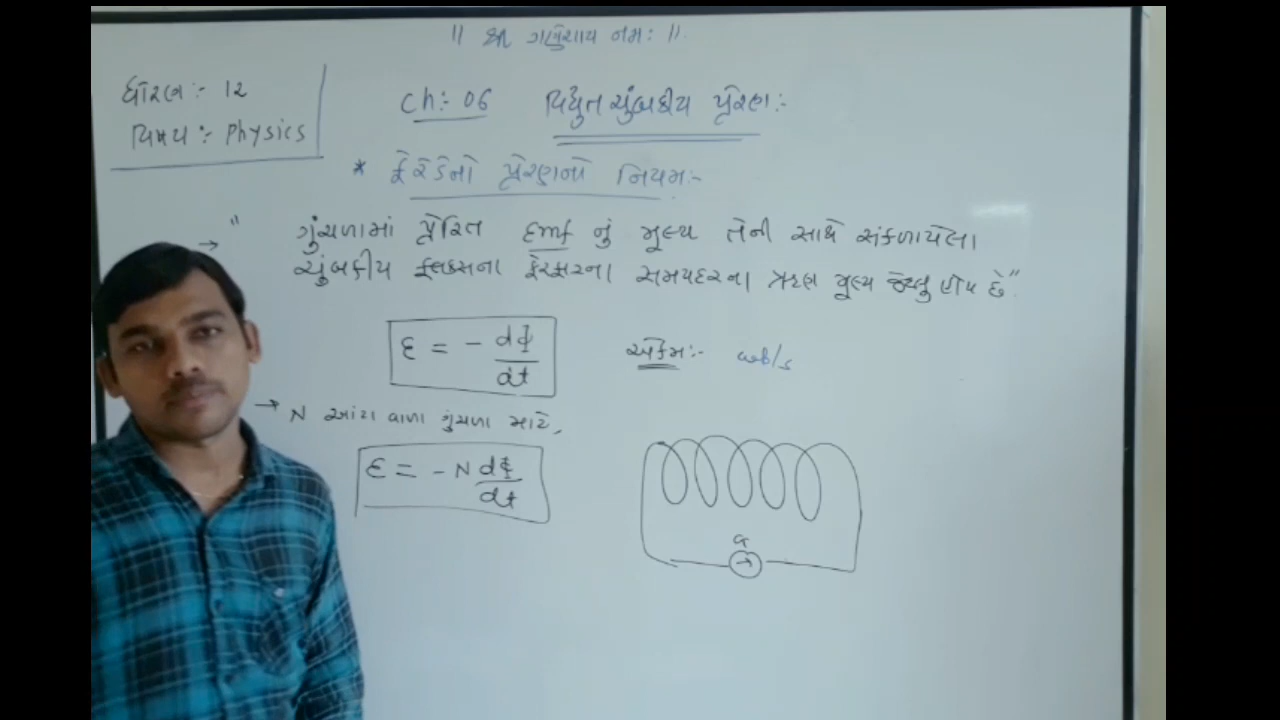 || શ્રી ગણેશાય નમઃ ||
ધોરણ :- 12
વિષય :- Physics
Ch :- 06 વિદ્યુત ચુંબકીય પ્રેરણ :-
* ફેરેડેનો પ્રેરણનો નિયમ :-
→ " ગુંચળામાં પ્રેરિત emf નું મૂલ્ય તેની સાથે સંકળાયેલા
ચુંબકીય ફ્લક્સના ફેરફારના સમયદરના ઋણ મૂલ્ય જેટલુ હોય છે "
ε = - dφ/dt
એકમ :- wb/s
→ N આંટા વાળા ગુંચળા માટે,
ε = - N dφ/dt
G